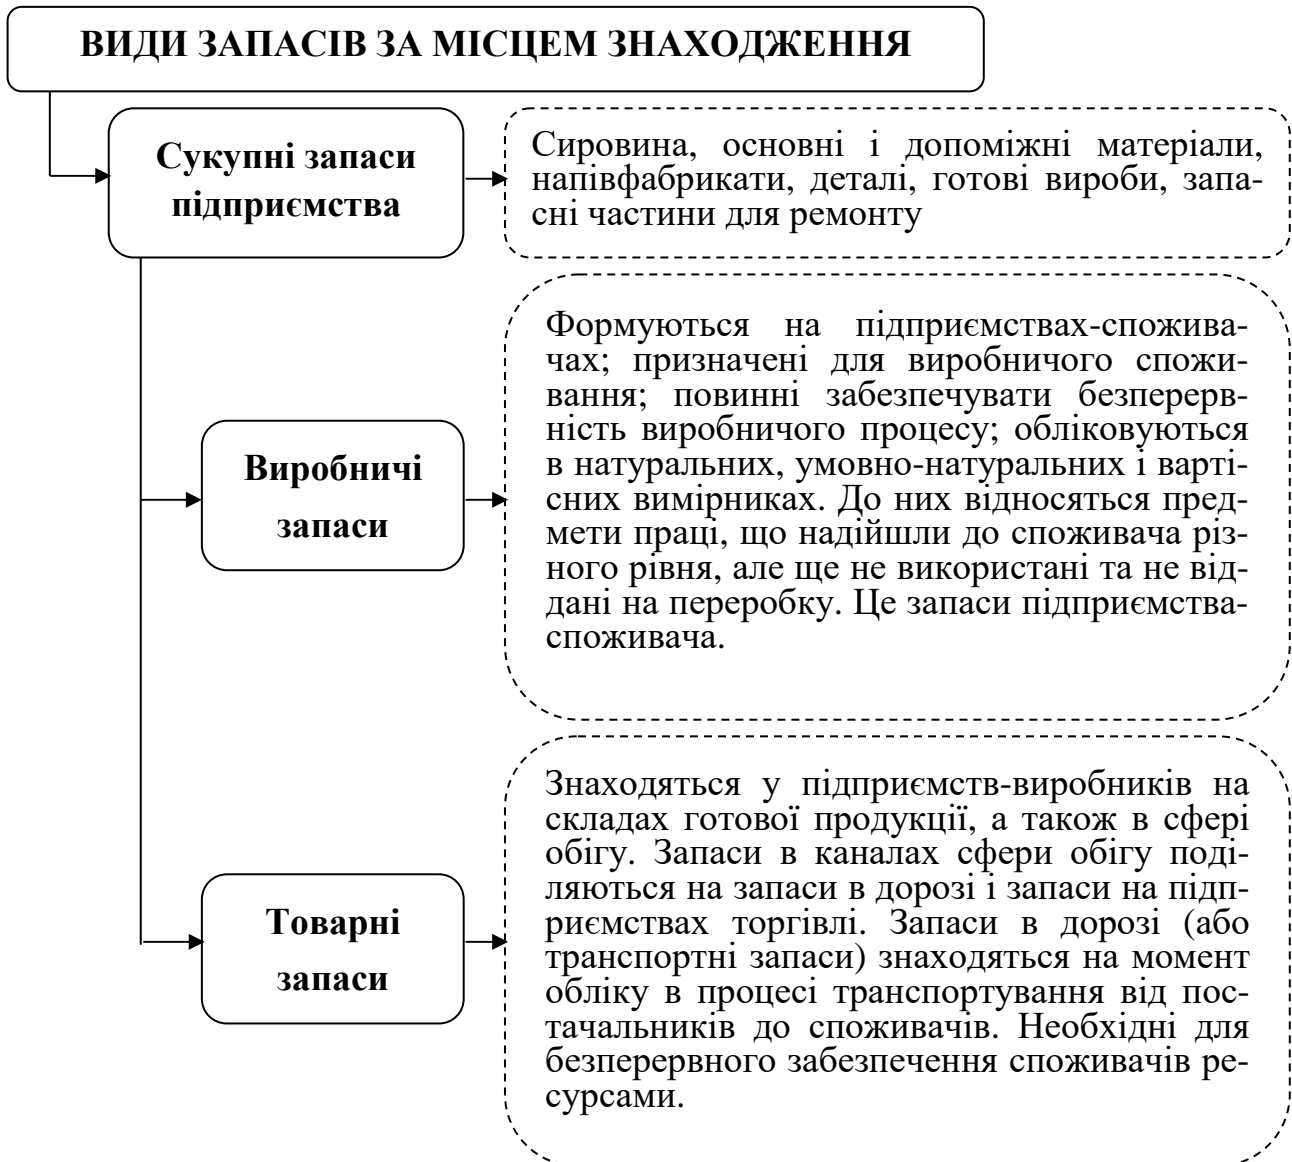 ВИДИ ЗАПАСІВ ЗА МІСЦЕМ ЗНАХОДЖЕННЯ
Сукупні запаси
підприємства
Сировина, основні і допоміжні матеріали,
напівфабрикати, деталі, готові вироби, запа-
сні частини для ремонту
Виробничі
запаси
Формуються на підприємствах-спожива-
чах; призначені для виробничого спожи-
вання; повинні забезпечувати безперерв-
ність виробничого процесу; обліковуються
в натуральних, умовно-натуральних і варті-
сних вимірниках. До них відносяться пред-
мети праці, що надійшли до споживача різ-
ного рівня, але ще не використані та не від-
дані на переробку. Це запаси підприємства-
споживача.
Товарні
запаси
Знаходяться у підприємств-виробників на
складах готової продукції, а також в сфері
обігу. Запаси в каналах сфери обігу поді-
ляються на запаси в дорозі і запаси на підп-
риємствах торгівлі. Запаси в дорозі (або
транспортні запаси) знаходяться на момент
обліку в процесі транспортування від пос-
тачальників до споживачів. Необхідні для
безперервного забезпечення споживачів ре-
сурсами.